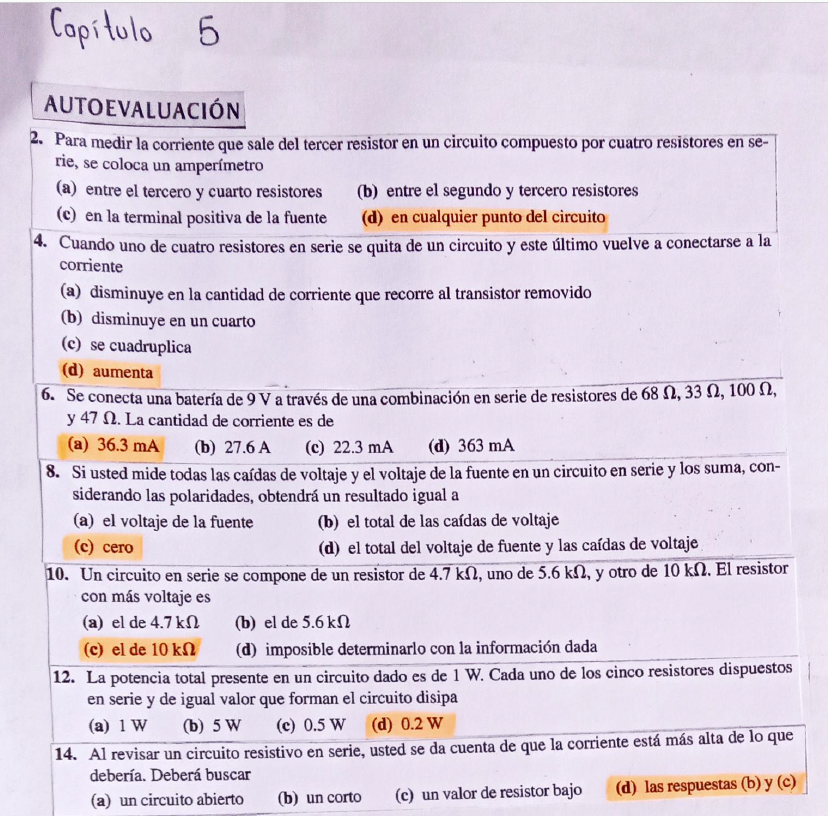 Capítulo 5
AUTOEVALUACIÓN
2. Para medir la corriente que sale del tercer resistor en un circuito compuesto por cuatro resistores en se-
rie, se coloca un amperímetro
(a) entre el tercero y cuarto resistores (b) entre el segundo y tercero resistores
(c) en la terminal positiva de la fuente (d) en cualquier punto del circuito
4. Cuando uno de cuatro resistores en serie se quita de un circuito y este último vuelve a conectarse a la
corriente
(a) disminuye en la cantidad de corriente que recorre al transistor removido
(b) disminuye en un cuarto
(c) se cuadruplica
(d) aumenta
6. Se conecta una batería de 9 V a través de una combinación en serie de resistores de 68 Ω, 33 Ω, 100 Ω,
y 47 Ω. La cantidad de corriente es de
(a) 36.3 mA (b) 27.6 A (c) 22.3 mA (d) 363 mA
8. Si usted mide todas las caídas de voltaje y el voltaje de la fuente en un circuito en serie y los suma, con-
siderando las polaridades, obtendrá un resultado igual a
(a) el voltaje de la fuente (b) el total de las caídas de voltaje
(c) cero (d) el total del voltaje de fuente y las caídas de voltaje
10. Un circuito en serie se compone de un resistor de 4.7 kΩ, uno de 5.6 kΩ, y otro de 10 kΩ. El resistor
con más voltaje es
(a) el de 4.7 kΩ (b) el de 5.6 kΩ
(c) el de 10 kΩ (d) imposible determinarlo con la información dada
12. La potencia total presente en un circuito dado es de 1 W. Cada uno de los cinco resistores dispuestos
en serie y de igual valor que forman el circuito disipa
(a) 1 W (b) 5 W (c) 0.5 W (d) 0.2 W
14. Al revisar un circuito resistivo en serie, usted se da cuenta de que la corriente está más alta de lo que
debería. Deberá buscar
(a) un circuito abierto (b) un corto (c) un valor de resistor bajo (d) las respuestas (b) y (c)